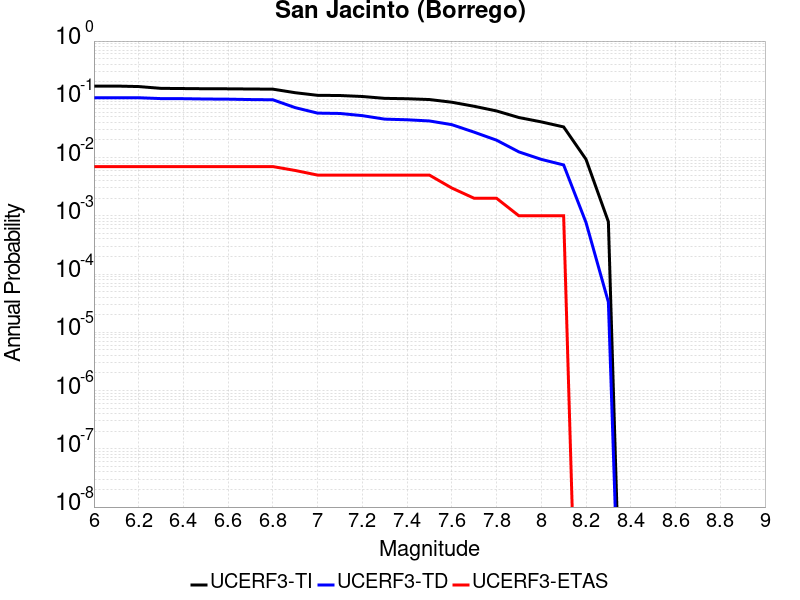 San Jacinto (Borrego)
10^0
10^-1
10^-2
10^-3
10^-4
10^-5
10^-6
10^-7
10^-8
Annual Probability
6 6.2 6.4 6.6 6.8 7 7.2 7.4 7.6 7.8 8 8.2 8.4 8.6 8.8 9
Magnitude
UCERF3-TI UCERF3-TD UCERF3-ETAS